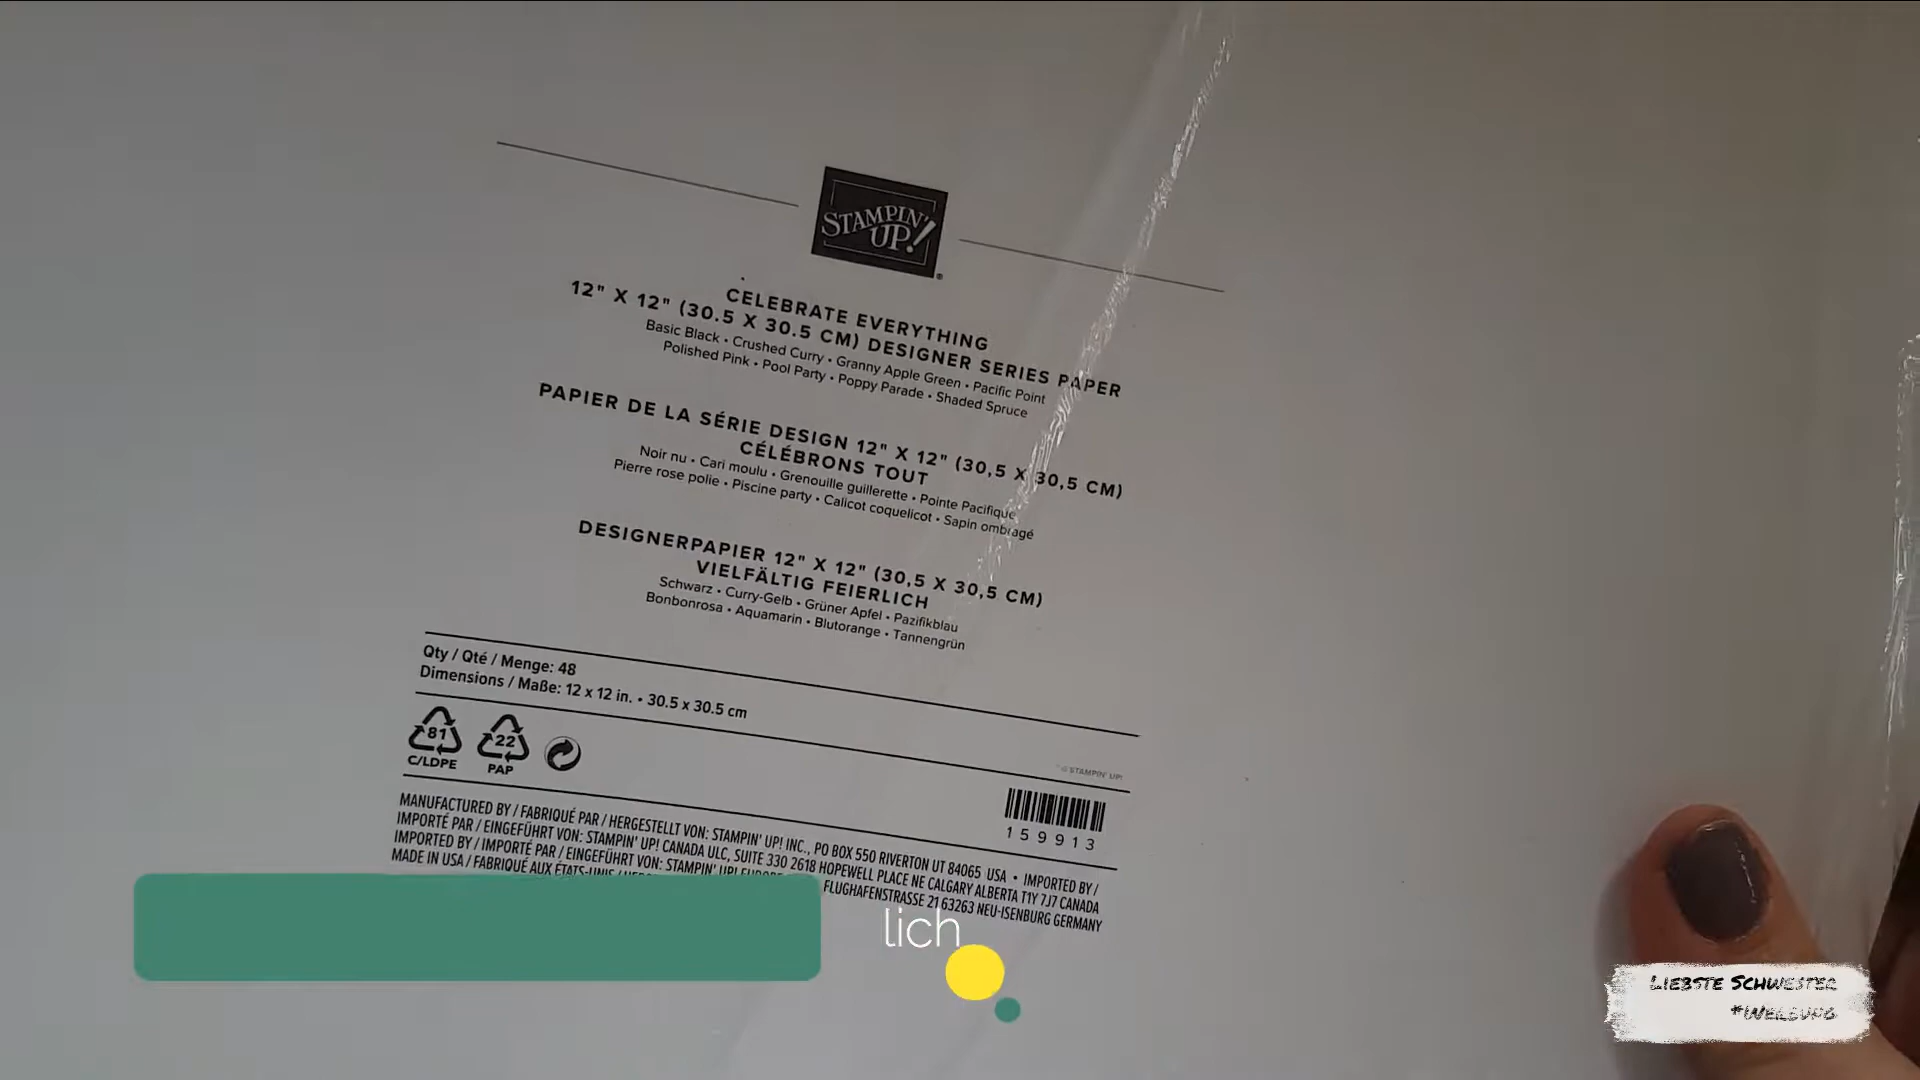 STAMPIN' UP!®
CELEBRATE EVERYTHING
12" X 12" (30.5 X 30.5 CM) DESIGNER SERIES PAPER
Basic Black • Crushed Curry • Granny Apple Green • Pacific Point
Polished Pink • Pool Party • Poppy Parade • Shaded Spruce
PAPIER DE LA SÉRIE DESIGN 12" X 12" (30,5 X 30,5 CM)
CÉLÉBRONS TOUT
Noir nu • Cari moulu • Grenouille guillerette • Pointe Pacifique
Pierre rose polie • Piscine party • Calicot coquelicot • Sapin ombragé
DESIGNERPAPIER 12" X 12" (30,5 X 30,5 CM)
VIELFÄLTIG FEIERLICH
Schwarz • Curry-Gelb • Grüner Apfel • Pazifikblau
Bonbonrosa • Aquamarin • Blutorange • Tannengrün
Qty / Qté / Menge: 48
Dimensions / Maße: 12 x 12 in. • 30.5 x 30.5 cm
81
C/LDPE
22
PAP
© STAMPIN' UP!
159913
MANUFACTURED BY / FABRIQUÉ PAR / HERGESTELLT VON: STAMPIN' UP! INC., PO BOX 550 RIVERTON UT 84065 USA • IMPORTED BY /
IMPORTÉ PAR / EINGEFÜHRT VON: STAMPIN' UP! CANADA ULC, SUITE 330 2618 HOPEWELL PLACE NE CALGARY ALBERTA T1Y 7J7 CANADA
IMPORTED BY / IMPORTÉ PAR / EINGEFÜHRT VON: STAMPIN' UP! FLUGHAFENSTRASSE 21 63263 NEU-ISENBURG GERMANY
MADE IN USA / FABRIQUÉ AUX ÉTATS-UNIS /
lich
LIEBSTE SCHWESTER
#WERBUNG